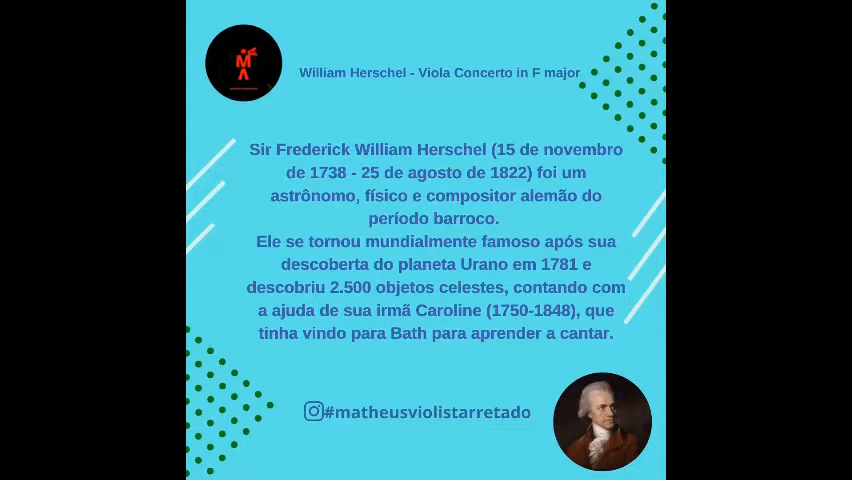 MA
William Herschel - Viola Concerto in F major
Sir Frederick William Herschel (15 de novembro
de 1738 - 25 de agosto de 1822) foi um
astrônomo, físico e compositor alemão do
período barroco.
Ele se tornou mundialmente famoso após sua
descoberta do planeta Urano em 1781 e
descobriu 2.500 objetos celestes, contando com
a ajuda de sua irmã Caroline (1750-1848), que
tinha vindo para Bath para aprender a cantar.
#matheusviolistarretado